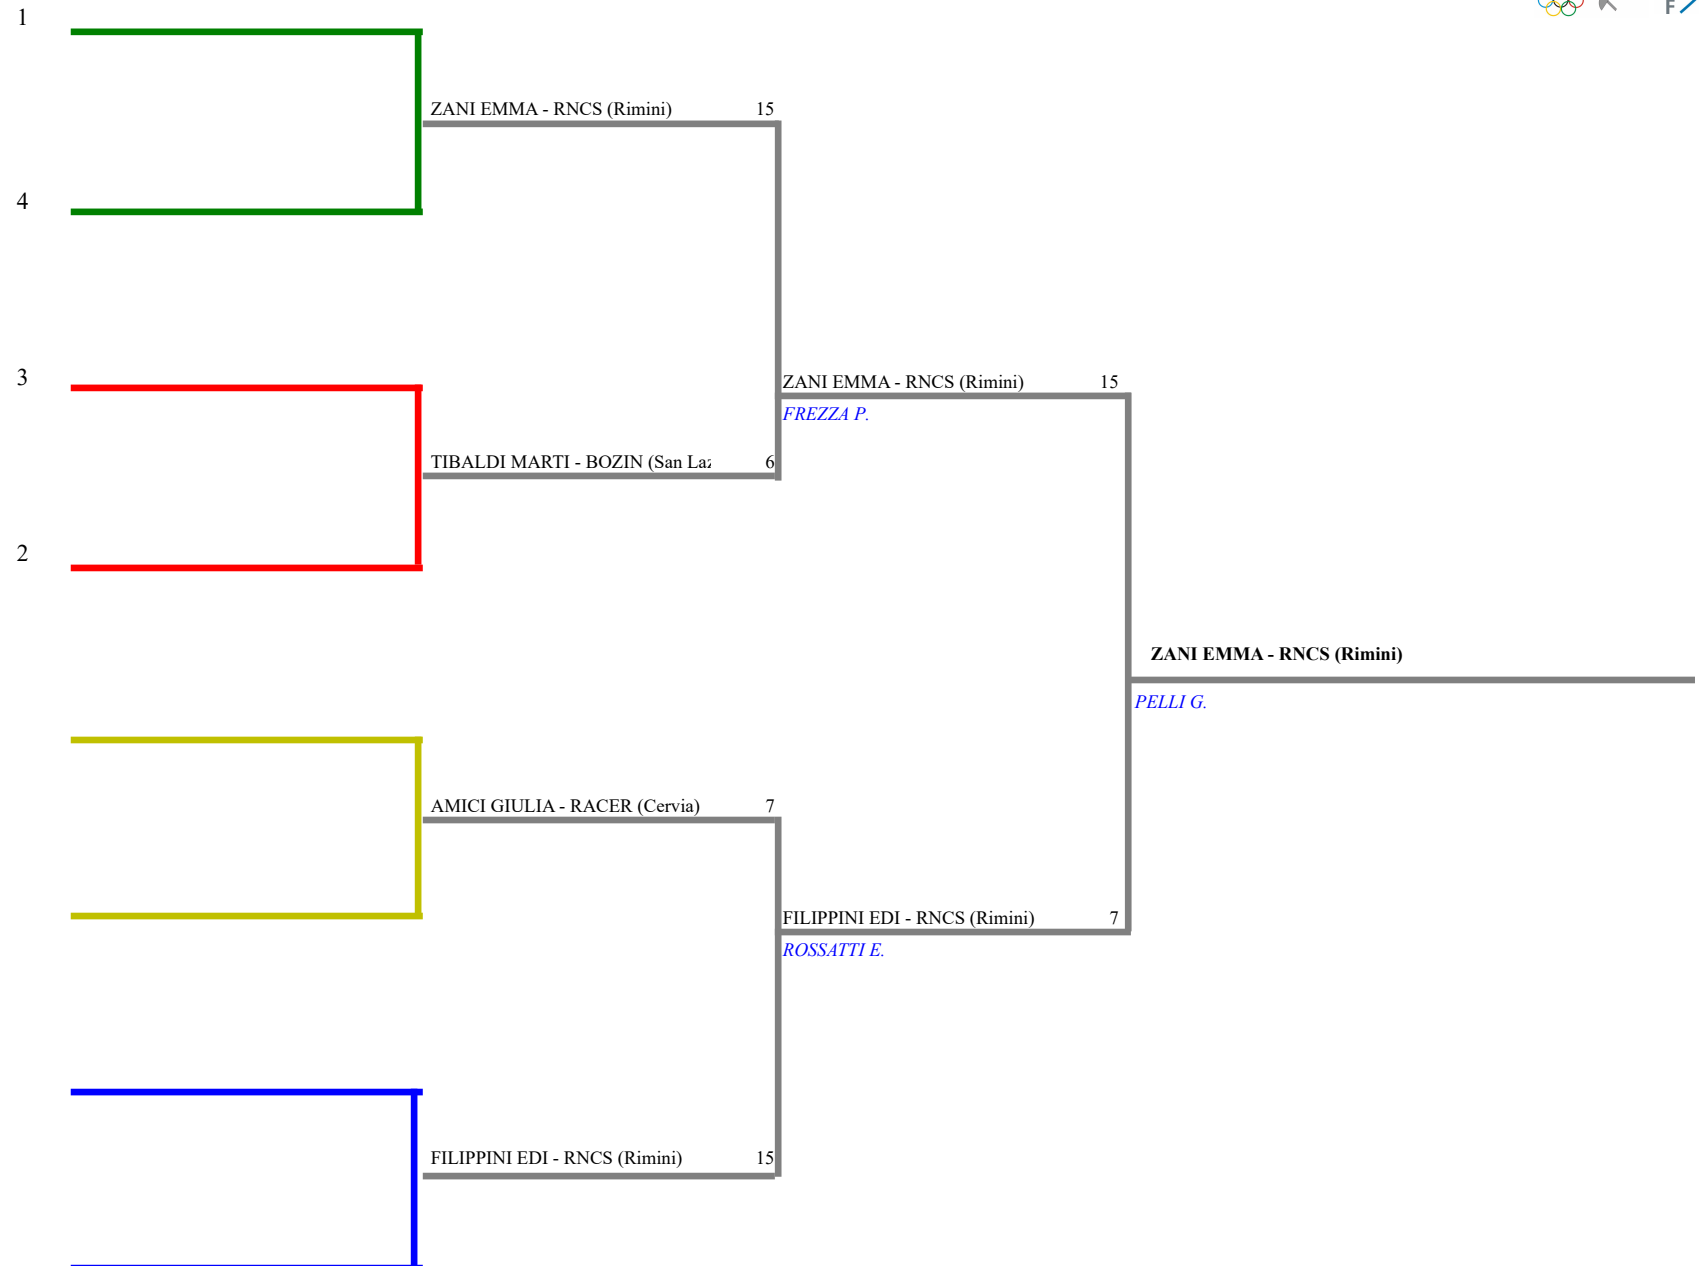 1
F
ZANI EMMA - RNCS (Rimini) 15
4
3
ZANI EMMA - RNCS (Rimini) 15
FREZZA P.
TIBALDI MARTI - BOZIN (San Laz 6
2
ZANI EMMA - RNCS (Rimini)
PELLI G.
AMICI GIULIA - RACER (Cervia) 7
FILIPPINI EDI - RNCS (Rimini) 7
ROSSATTI E.
FILIPPINI EDI - RNCS (Rimini) 15